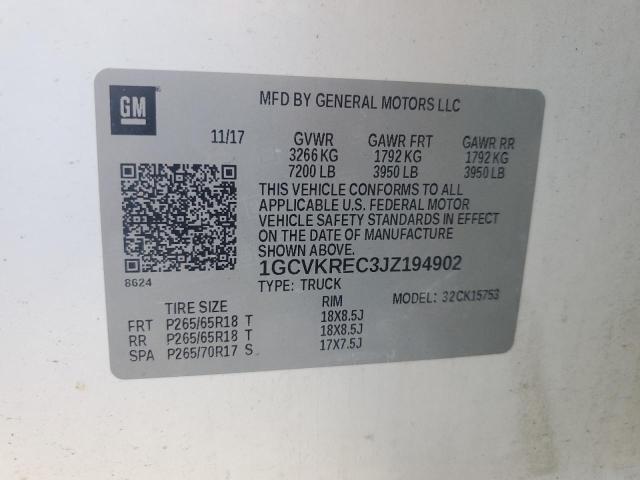 GM
MFD BY GENERAL MOTORS LLC
11/17 GVWR GAWR FRT GAWR RR
3266 KG 1792 KG 1792 KG
7200 LB 3950 LB 3950 LB
THIS VEHICLE CONFORMS TO ALL
APPLICABLE U.S. FEDERAL MOTOR
VEHICLE SAFETY STANDARDS IN EFFECT
ON THE DATE OF MANUFACTURE
SHOWN ABOVE.
8624 1GCVKREC3JZ194902
TYPE: TRUCK MODEL: 32CK15753
TIRE SIZE RIM
FRT P265/65R18 T 18X8.5J
RR P265/65R18 T 18X8.5J
SPA P265/70R17 S 17X7.5J